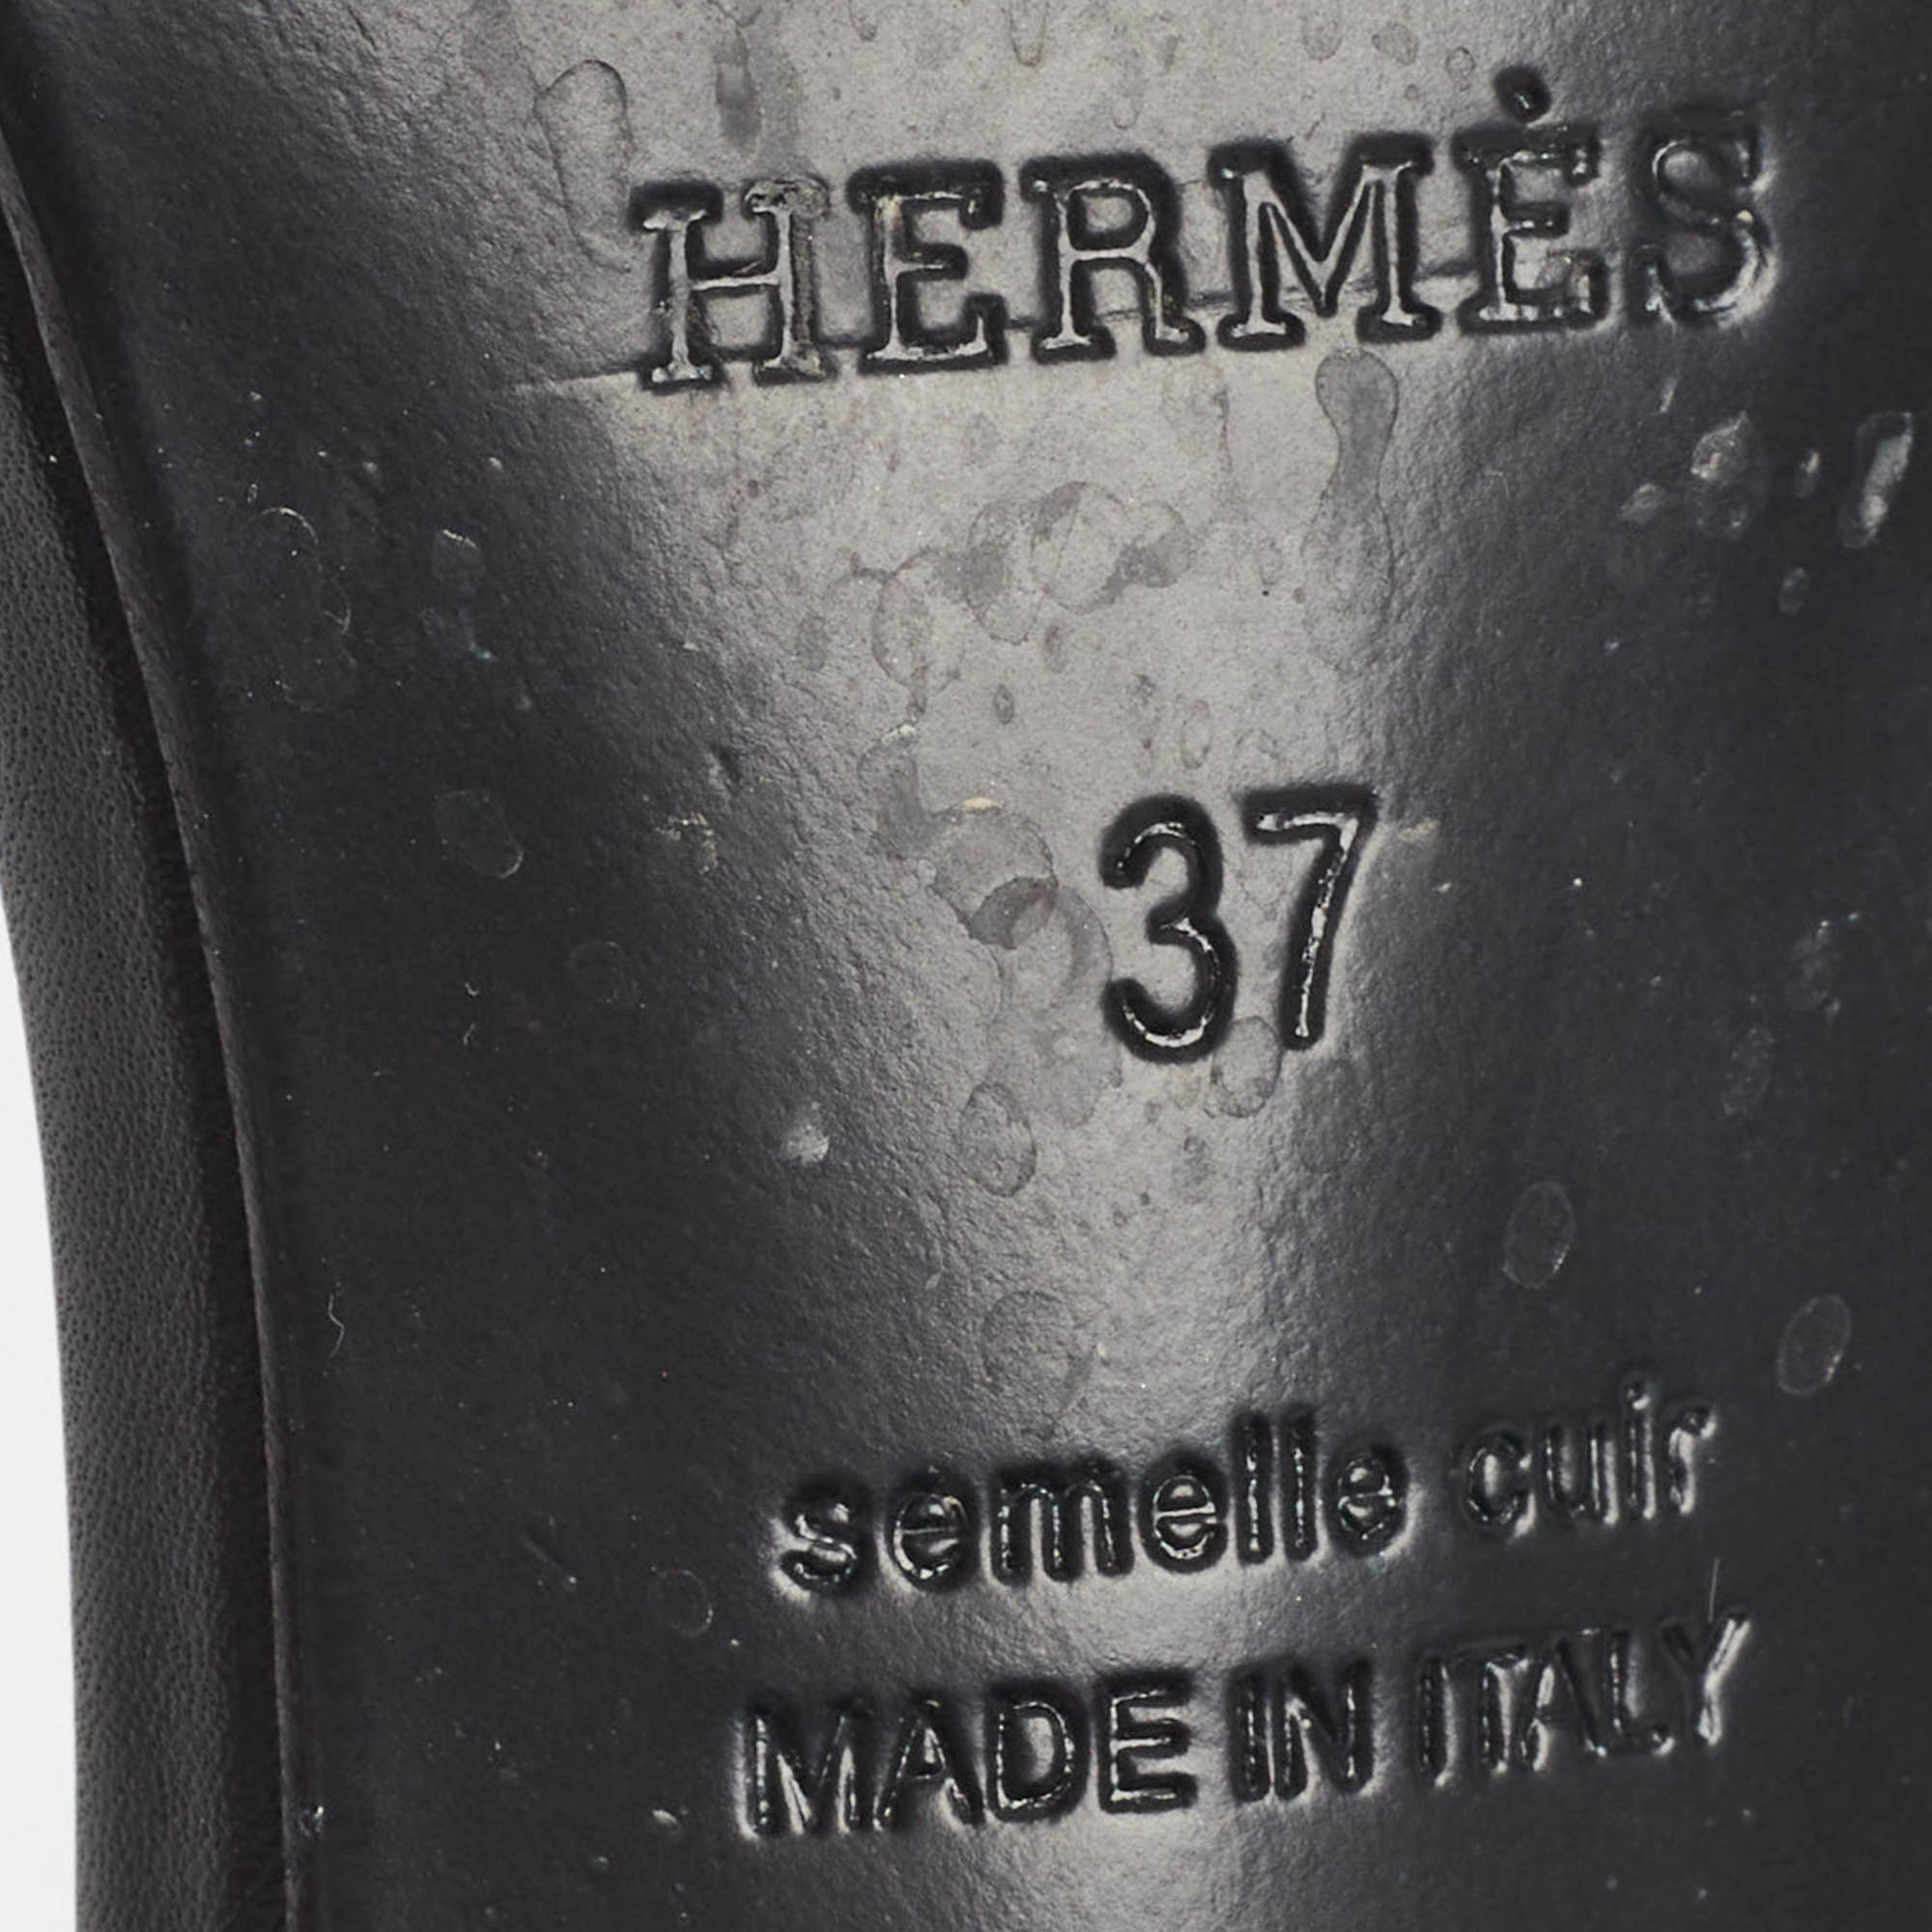 HERMÈS
37
semelle cuir
MADE IN ITALY